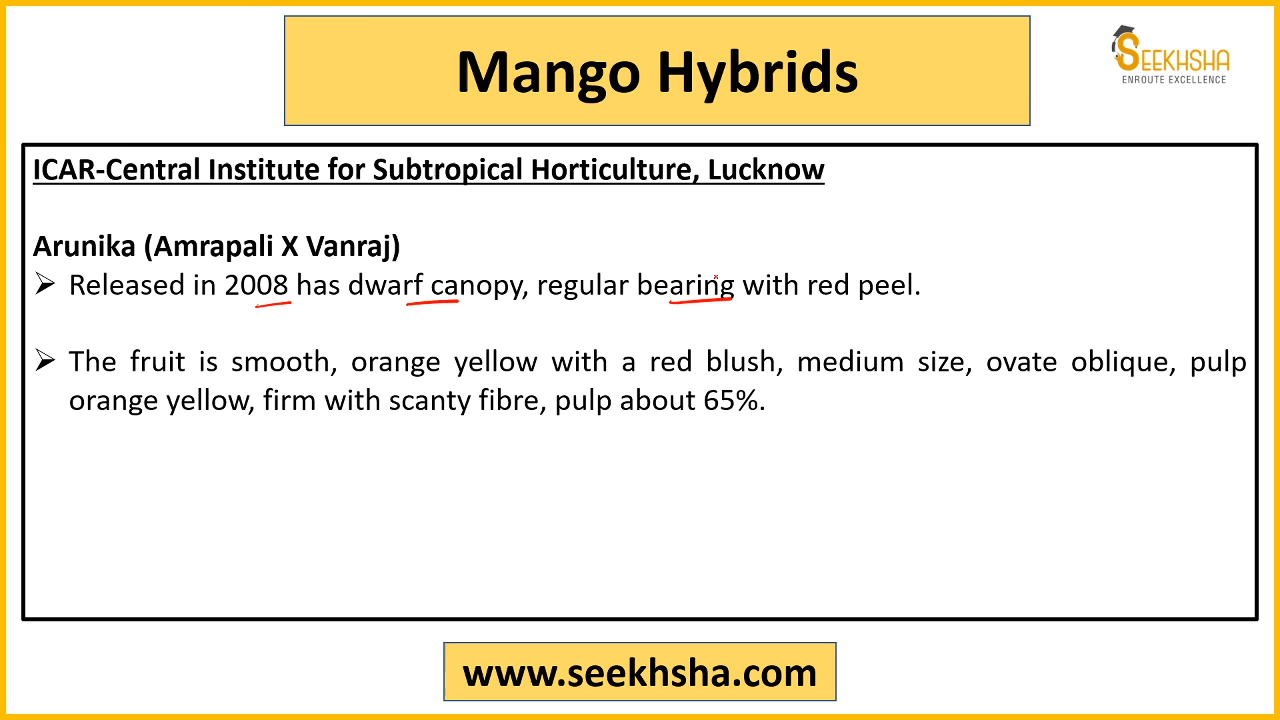 Mango Hybrids
SEEKHSHA
ENROUTE EXCELLENCE
ICAR-Central Institute for Subtropical Horticulture, Lucknow
Arunika (Amrapali X Vanraj)
➢ Released in 2008 has dwarf canopy, regular bearing with red peel.
➢ The fruit is smooth, orange yellow with a red blush, medium size, ovate oblique, pulp
orange yellow, firm with scanty fibre, pulp about 65%.
www.seekhsha.com